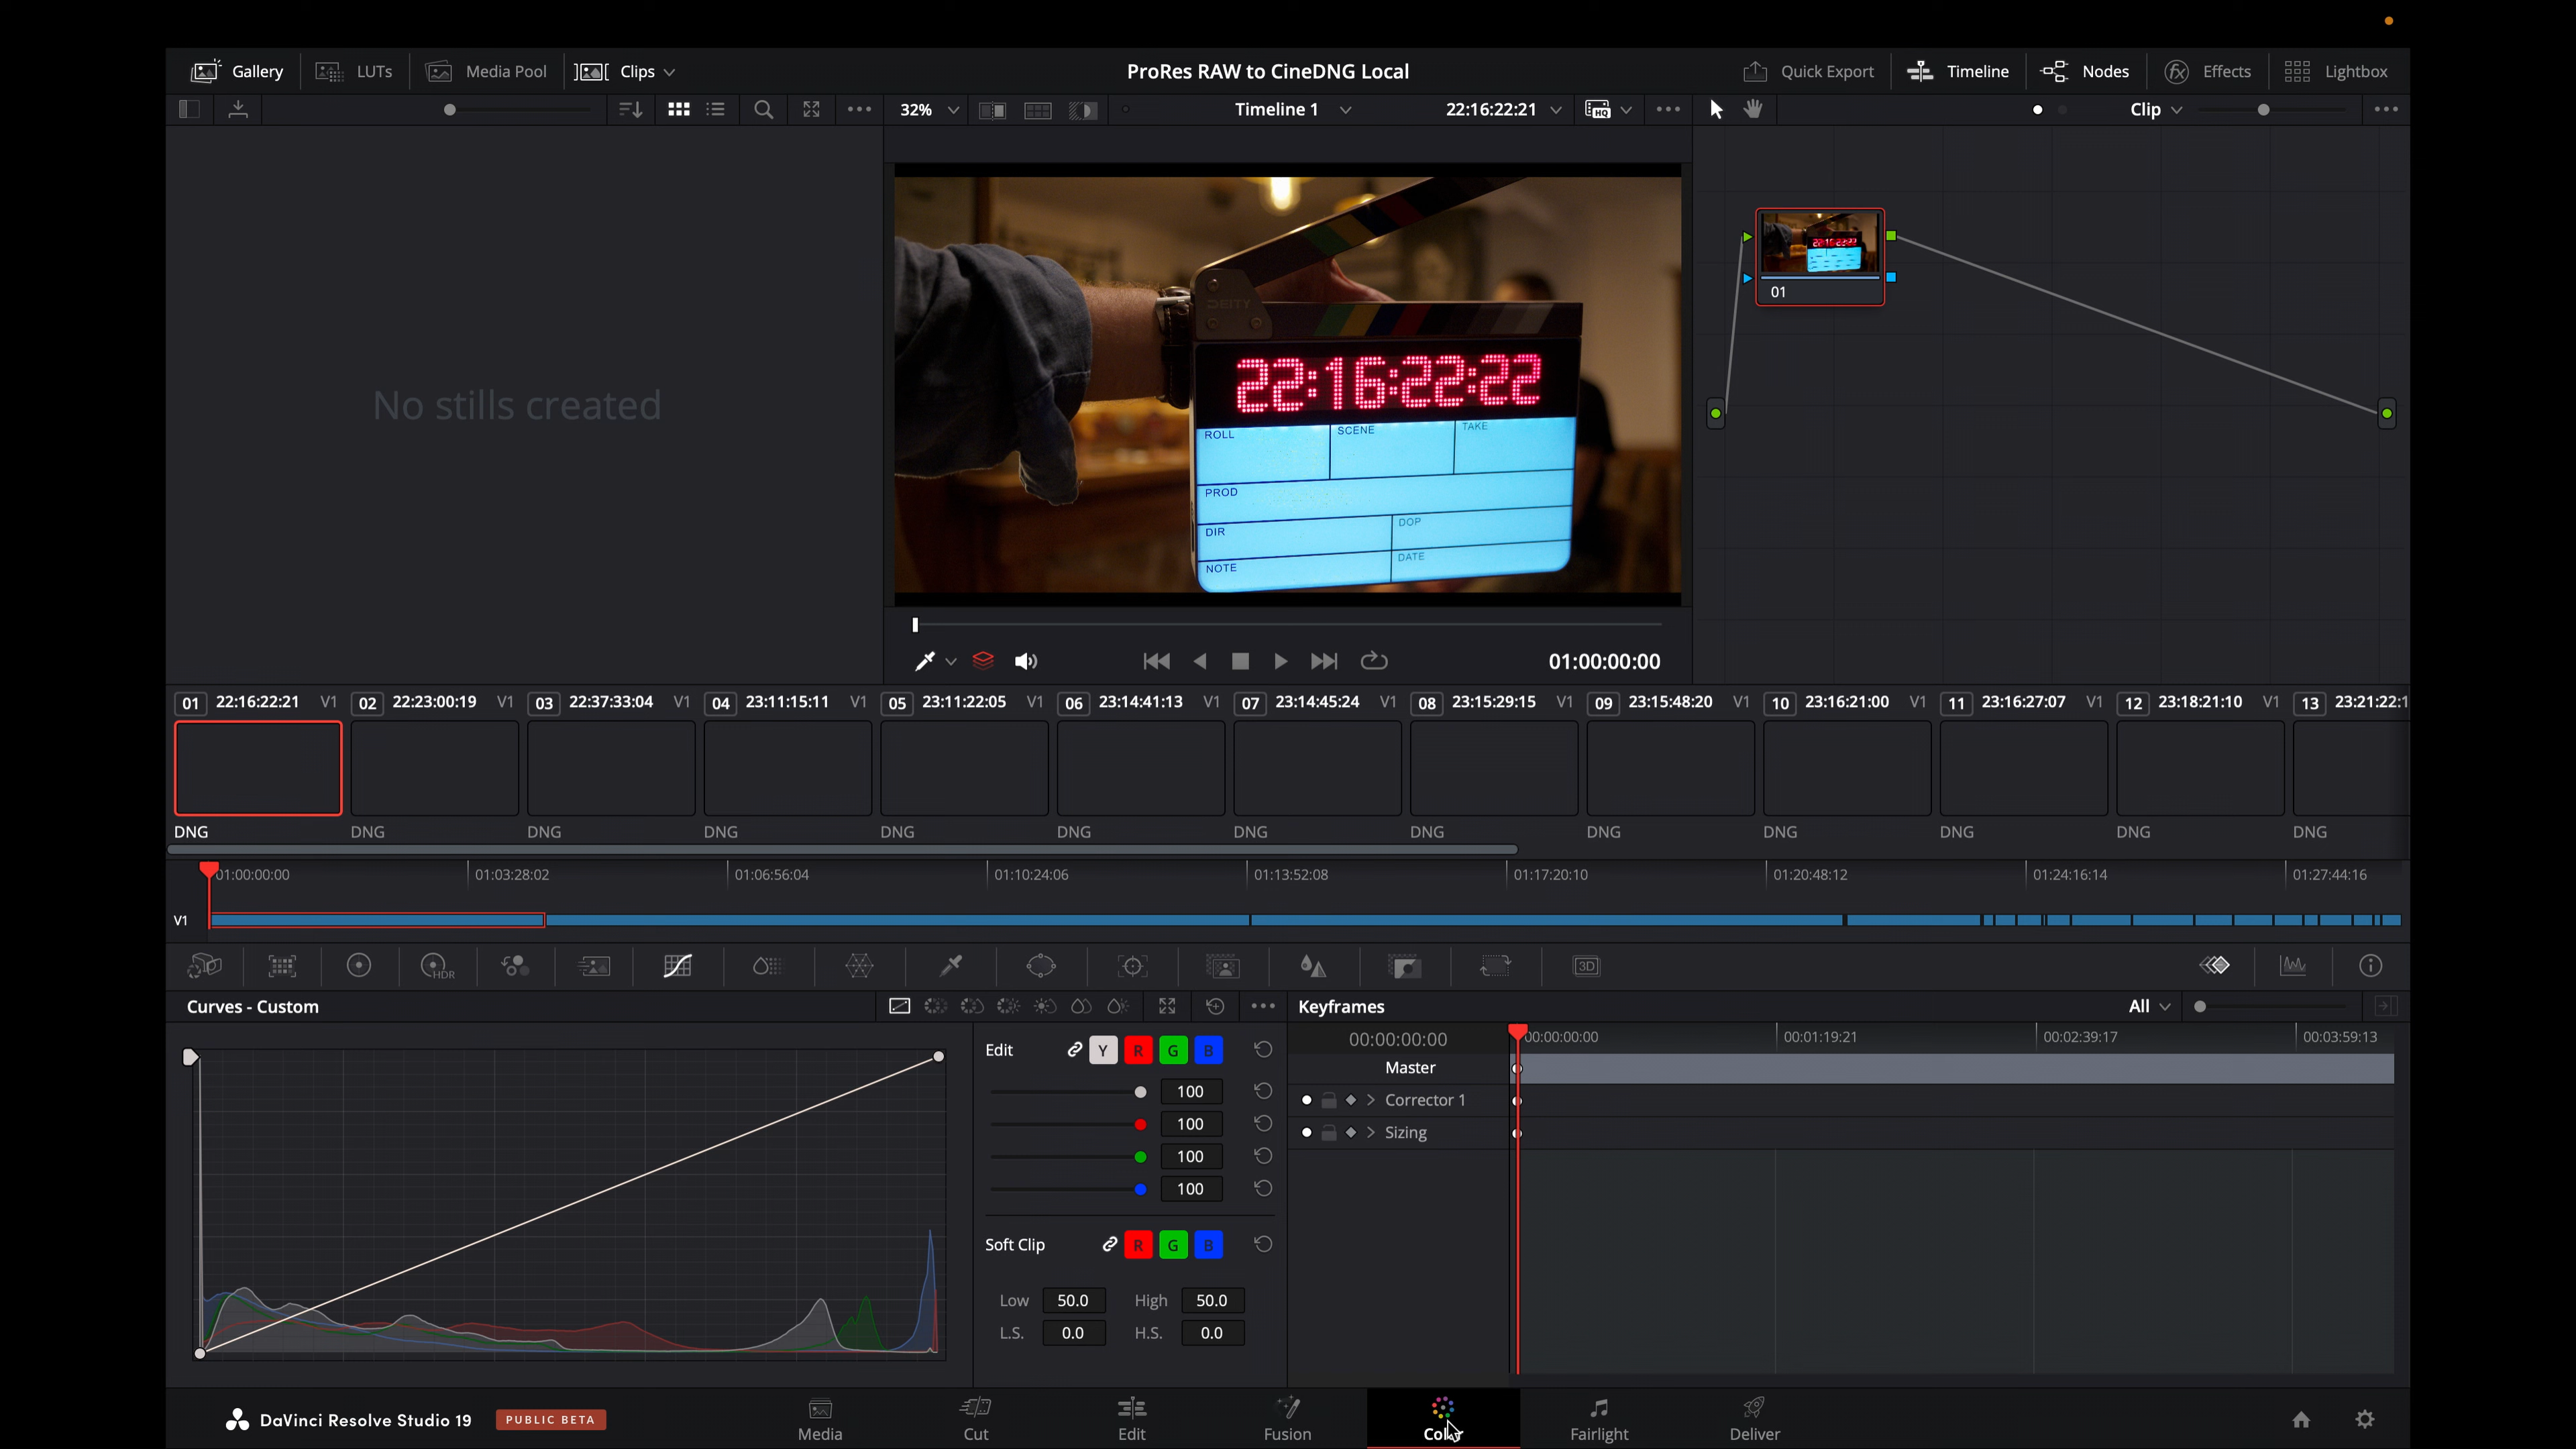 Gallery LUTs Media Pool Clips ProRes RAW to CineDNG Local Quick Export Timeline Nodes Effects Lightbox
32% Timeline 1 22:16:22:21 HQ Clip
DEITY
22:16:22:22
ROLL SCENE TAKE
PROD
DIR DOP
NOTE DATE
No stills created
01
01:00:00:00
01 22:16:22:21 V1 02 22:23:00:19 V1 03 22:37:33:04 V1 04 23:11:15:11 V1 05 23:11:22:05 V1 06 23:14:41:13 V1 07 23:14:45:24 V1 08 23:15:29:15 V1 09 23:15:48:20 V1 10 23:16:21:00 V1 11 23:16:27:07 V1 12 23:18:21:10 V1 13 23:21:22:1
DNG DNG DNG DNG DNG DNG DNG DNG DNG DNG DNG DNG DNG
01:00:00:00 01:03:28:02 01:06:56:04 01:10:24:06 01:13:52:08 01:17:20:10 01:20:48:12 01:24:16:14 01:27:44:16
V1
HDR 3D
Curves - Custom Keyframes All
Edit Y R G B
100
100
100
100
Soft Clip R G B
Low 50.0 High 50.0
L.S. 0.0 H.S. 0.0
00:00:00:00 00:00:00:00 00:01:19:21 00:02:39:17 00:03:59:13
Master
Corrector 1
Sizing
DaVinci Resolve Studio 19 PUBLIC BETA Media Cut Edit Fusion Color Fairlight Deliver